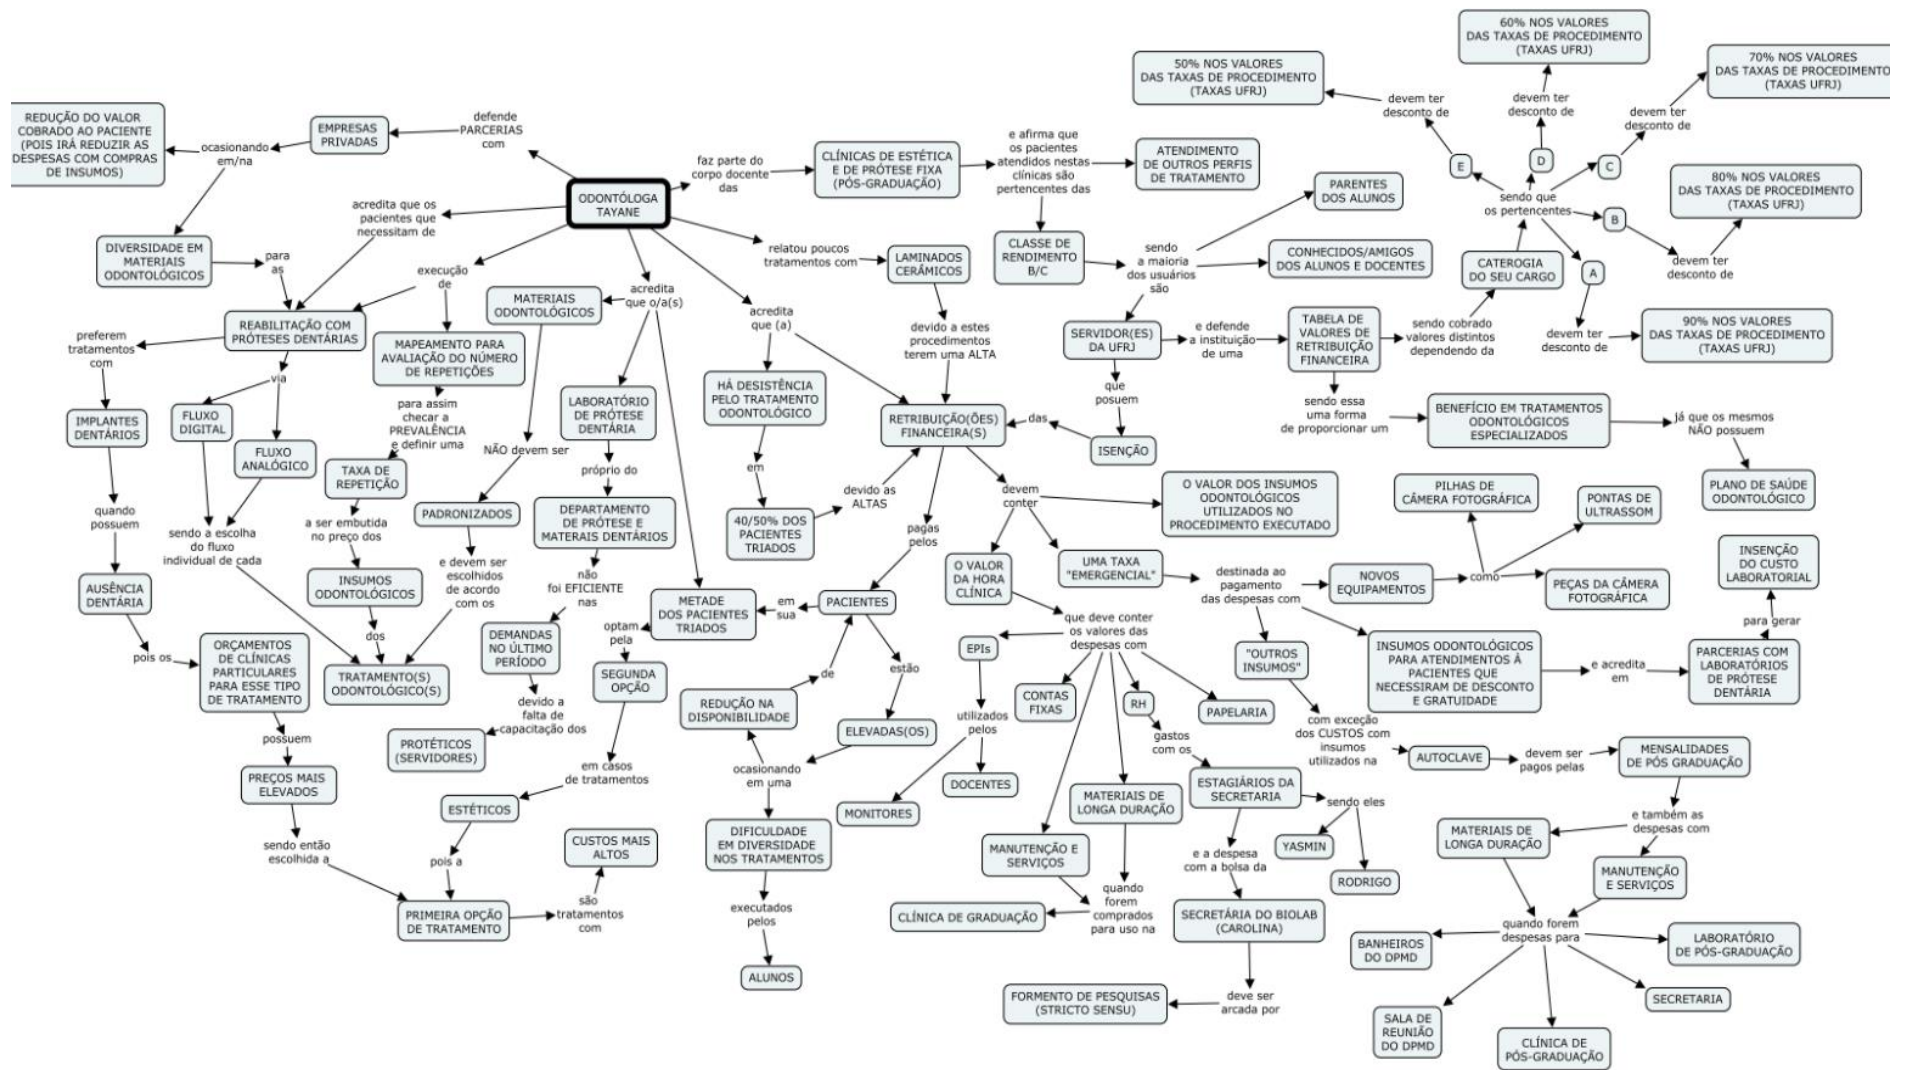 60% NOS VALORES
DAS TAXAS DE PROCEDIMENTO
(TAXAS UFRJ)
50% NOS VALORES
DAS TAXAS DE PROCEDIMENTO
(TAXAS UFRJ)
70% NOS VALORES
DAS TAXAS DE PROCEDIMENTO
(TAXAS UFRJ)
devem ter
desconto de
devem ter
desconto de
devem ter
desconto de
REDUÇÃO DO VALOR
COBRADO AO PACIENTE
(POIS IRÁ REDUZIR AS
DESPESAS COM COMPRAS
DE INSUMOS)
ocasionando
em/na
EMPRESAS
PRIVADAS
defende
PARCERIAS
com
ODONTÓLOGA
TAYANE
faz parte do
corpo docente
das
CLÍNICAS DE ESTÉTICA
E DE PRÓTESE FIXA
(PÓS-GRADUAÇÃO)
e afirma que
os pacientes
atendidos nestas
clínicas são
pertencentes das
ATENDIMENTO
DE OUTROS PERFIS
DE TRATAMENTO
E
D
C
80% NOS VALORES
DAS TAXAS DE PROCEDIMENTO
(TAXAS UFRJ)
sendo que
os pertencentes
B
devem ter
desconto de
A
devem ter
desconto de
90% NOS VALORES
DAS TAXAS DE PROCEDIMENTO
(TAXAS UFRJ)
CATEROGIA
DO SEU CARGO
PARENTES
DOS ALUNOS
CLASSE DE
RENDIMENTO
B/C
sendo
a maioria
dos usuários
são
CONHECIDOS/AMIGOS
DOS ALUNOS E DOCENTES
SERVIDOR(ES)
DA UFRJ
e defende
a instituição
de uma
TABELA DE
VALORES DE
RETRIBUIÇÃO
FINANCEIRA
sendo cobrado
valores distintos
dependendo da
acredita que os
pacientes que
necessitam de
DIVERSIDADE EM
MATERIAIS
ODONTOLÓGICOS
para
as
execução
de
acredita
que o/a(s)
relatou poucos
tratamentos com
LAMINADOS
CERÂMICOS
MATERIAIS
ODONTOLÓGICOS
acredita
que (a)
devido a estes
procedimentos
terem uma ALTA
preferem
tratamentos
com
REABILITAÇÃO COM
PRÓTESES DENTÁRIAS
MAPEAMENTO PARA
AVALIAÇÃO DO NÚMERO
DE REPETIÇÕES
via
FLUXO
DIGITAL
FLUXO
ANALÓGICO
IMPLANTES
DENTÁRIOS
para assim
checar a
PREVALÊNCIA
e definir uma
LABORATÓRIO
DE PRÓTESE
DENTÁRIA
HÁ DESISTÊNCIA
PELO TRATAMENTO
ODONTOLÓGICO
RETRIBUIÇÃO(ÕES)
FINANCEIRA(S)
das
que
possuem
ISENÇÃO
sendo essa
uma forma
de proporcionar um
BENEFÍCIO EM TRATAMENTOS
ODONTOLÓGICOS
ESPECIALIZADOS
já que os mesmos
NÃO possuem
PLANO DE SAÚDE
ODONTOLÓGICO
NÃO devem ser
TAXA DE
REPETIÇÃO
próprio do
em
devido as
ALTAS
devem
conter
O VALOR DOS INSUMOS
ODONTOLÓGICOS
UTILIZADOS NO
PROCEDIMENTO EXECUTADO
PILHAS DE
CÂMERA FOTOGRÁFICA
PONTAS DE
ULTRASSOM
quando
possuem
sendo a escolha
do fluxo
individual de cada
a ser embutida
no preço dos
PADRONIZADOS
DEPARTAMENTO
DE PRÓTESE E
MATERAIS DENTÁRIOS
40/50% DOS
PACIENTES
TRIADOS
pagas
pelos
O VALOR
DA HORA
CLÍNICA
UMA TAXA
"EMERGENCIAL"
destinada ao
pagamento
das despesas com
NOVOS
EQUIPAMENTOS
como
PEÇAS DA CÂMERA
FOTOGRÁFICA
INSENÇÃO
DO CUSTO
LABORATORIAL
AUSÊNCIA
DENTÁRIA
INSUMOS
ODONTOLÓGICOS
e devem ser
escolhidos
de acordo
com os
não
foi EFICIENTE
nas
METADE
DOS PACIENTES
TRIADOS
em
sua
PACIENTES
que deve conter
os valores das
despesas com
para gerar
pois os
ORÇAMENTOS
DE CLÍNICAS
PARTICULARES
PARA ESSE TIPO
DE TRATAMENTO
dos
TRATAMENTO(S)
ODONTOLÓGICO(S)
DEMANDAS
NO ÚLTIMO
PERÍODO
optam
pela
SEGUNDA
OPÇÃO
de
estão
EPIs
"OUTROS
INSUMOS"
INSUMOS ODONTOLÓGICOS
PARA ATENDIMENTOS Á
PACIENTES QUE
NECESSIRAM DE DESCONTO
E GRATUIDADE
e acredita
em
PARCERIAS COM
LABORATÓRIOS
DE PRÓTESE
DENTÁRIA
possuem
PREÇOS MAIS
ELEVADOS
PROTÉTICOS
(SERVIDORES)
devido a
falta de
capacitação dos
REDUÇÃO NA
DISPONIBILIDADE
ELEVADAS(OS)
utilizados
pelos
CONTAS
FIXAS
RH
PAPELARIA
gastos
com os
com exceção
dos CUSTOS com
insumos
utilizados na
AUTOCLAVE
devem ser
pagos pelas
MENSALIDADES
DE PÓS GRADUAÇÃO
em casos
de tratamentos
ESTÉTICOS
ocasionando
em uma
DOCENTES
MONITORES
MATERIAIS DE
LONGA DURAÇÃO
ESTAGIÁRIOS DA
SECRETARIA
sendo eles
YASMIN
RODRIGO
e também as
despesas com
MATERIAIS DE
LONGA DURAÇÃO
MANUTENÇÃO
E SERVIÇOS
sendo então
escolhida a
pois a
CUSTOS MAIS
ALTOS
DIFICULDADE
EM DIVERSIDADE
NOS TRATAMENTOS
MANUTENÇÃO E
SERVIÇOS
e a despesa
com a bolsa da
PRIMEIRA OPÇÃO
DE TRATAMENTO
são
tratamentos
com
executados
pelos
ALUNOS
CLÍNICA DE GRADUAÇÃO
quando
forem
comprados
para uso na
SECRETÁRIA DO BIOLAB
(CAROLINA)
quando forem
despesas para
BANHEIROS
DO DPMD
LABORATÓRIO
DE PÓS-GRADUAÇÃO
FORMENTO DE PESQUISAS
(STRICTO SENSU)
deve ser
arcada por
SECRETARIA
SALA DE
REUNIÃO
DO DPMD
CLÍNICA DE
PÓS-GRADUAÇÃO